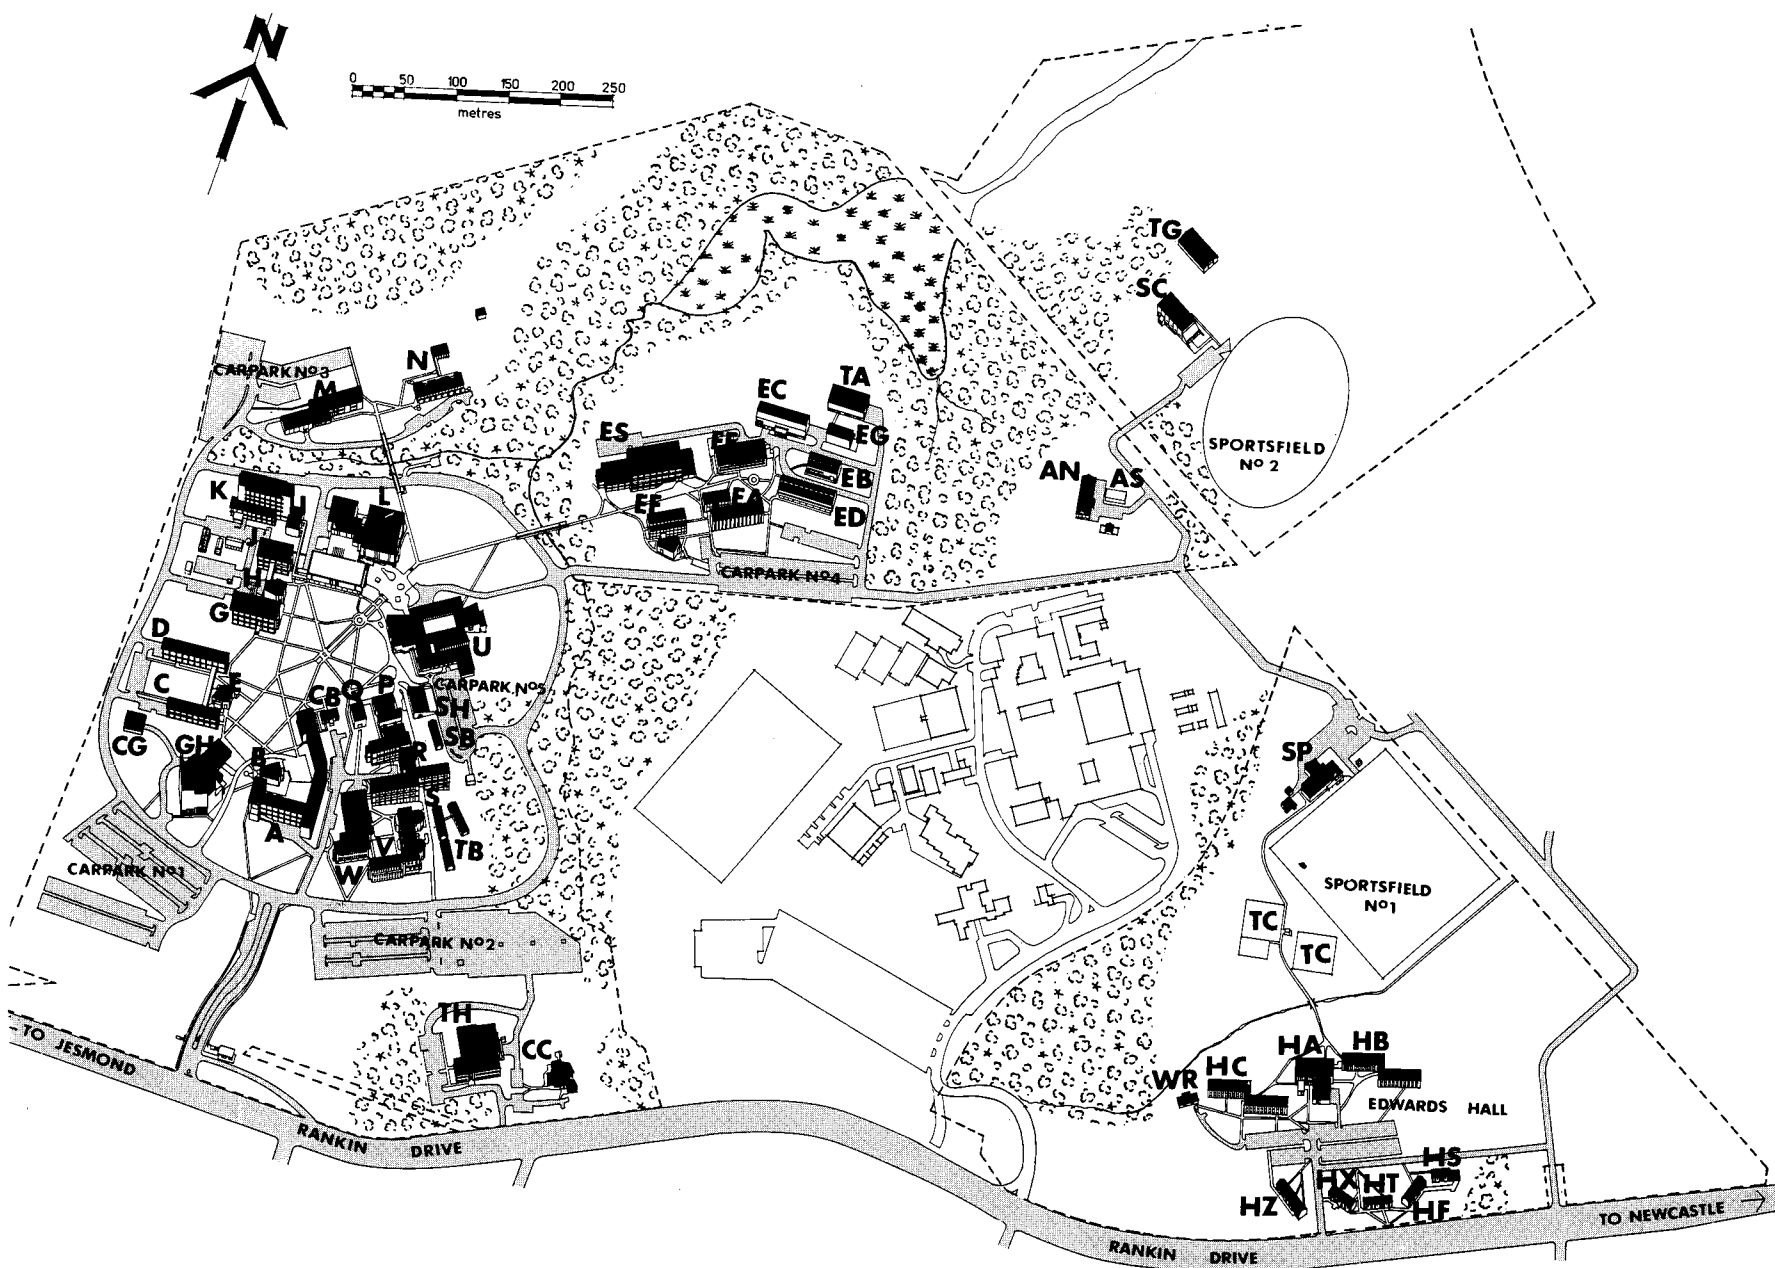 N
0 50 100 150 200 250
metres
TG
SC
CARPARK Nº3
M
N
TA
EC
EG
ES
EE
EB
EA
ED
EF
SPORTSFIELD
Nº 2
AN
AS
K
I
L
J
H
G
CARPARK Nº4
D
U
C
E
CB
Q
P
CARPARK Nº5
SH
SB
CG
GH
B
R
S
A
V
W
TB
SP
CARPARK Nº1
SPORTSFIELD
Nº1
CARPARK Nº2
TC
TC
TH
CC
TO JESMOND
HA
HB
HC
WR
EDWARDS HALL
RANKIN DRIVE
HS
HX
HT
HZ
HF
TO NEWCASTLE
RANKIN DRIVE